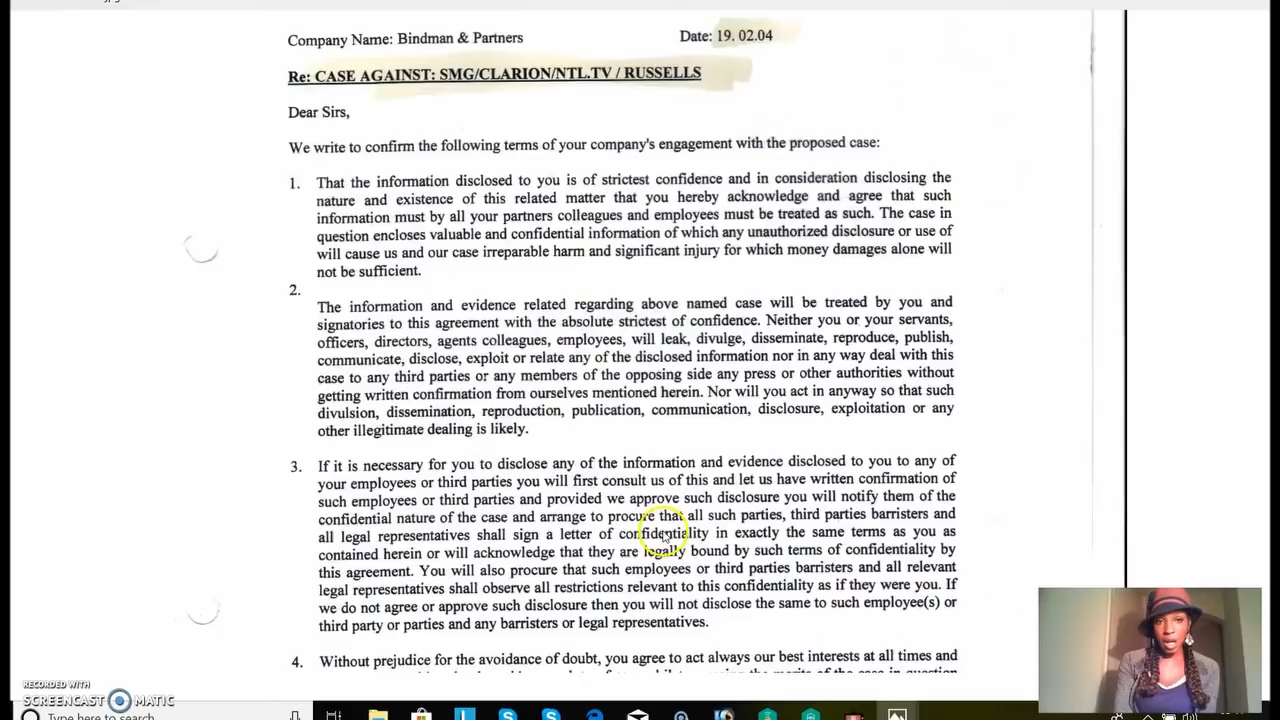 Company Name: Bindman & Partners Date: 19. 02.04
Re: CASE AGAINST: SMG/CLARION/NTL.TV / RUSSELLS
Dear Sirs,
We write to confirm the following terms of your company's engagement with the proposed case:
1. That the information disclosed to you is of strictest confidence and in consideration disclosing the
nature and existence of this related matter that you hereby acknowledge and agree that such
information must by all your partners colleagues and employees must be treated as such. The case in
question encloses valuable and confidential information of which any unauthorized disclosure or use of
will cause us and our case irreparable harm and significant injury for which money damages alone will
not be sufficient.
2.
The information and evidence related regarding above named case will be treated by you and
signatories to this agreement with the absolute strictest of confidence. Neither you or your servants,
officers, directors, agents colleagues, employees, will leak, divulge, disseminate, reproduce, publish,
communicate, disclose, exploit or relate any of the disclosed information nor in any way deal with this
case to any third parties or any members of the opposing side any press or other authorities without
getting written confirmation from ourselves mentioned herein. Nor will you act in anyway so that such
divulsion, dissemination, reproduction, publication, communication, disclosure, exploitation or any
other illegitimate dealing is likely.
3. If it is necessary for you to disclose any of the information and evidence disclosed to you to any of
your employees or third parties you will first consult us of this and let us have written confirmation of
such employees or third parties and provided we approve such disclosure you will notify them of the
confidential nature of the case and arrange to procure that all such parties, third parties barristers and
all legal representatives shall sign a letter of confidentiality in exactly the same terms as you as
contained herein or will acknowledge that they are legally bound by such terms of confidentiality by
this agreement. You will also procure that such employees or third parties barristers and all relevant
legal representatives shall observe all restrictions relevant to this confidentiality as if they were you. If
we do not agree or approve such disclosure then you will not disclose the same to such employee(s) or
third party or parties and any barristers or legal representatives.
4. Without prejudice for the avoidance of doubt, you agree to act always our best interests at all times and
the merits of the case in question
RECORDED WITH
SCREENCAST MATIC
Type here to search